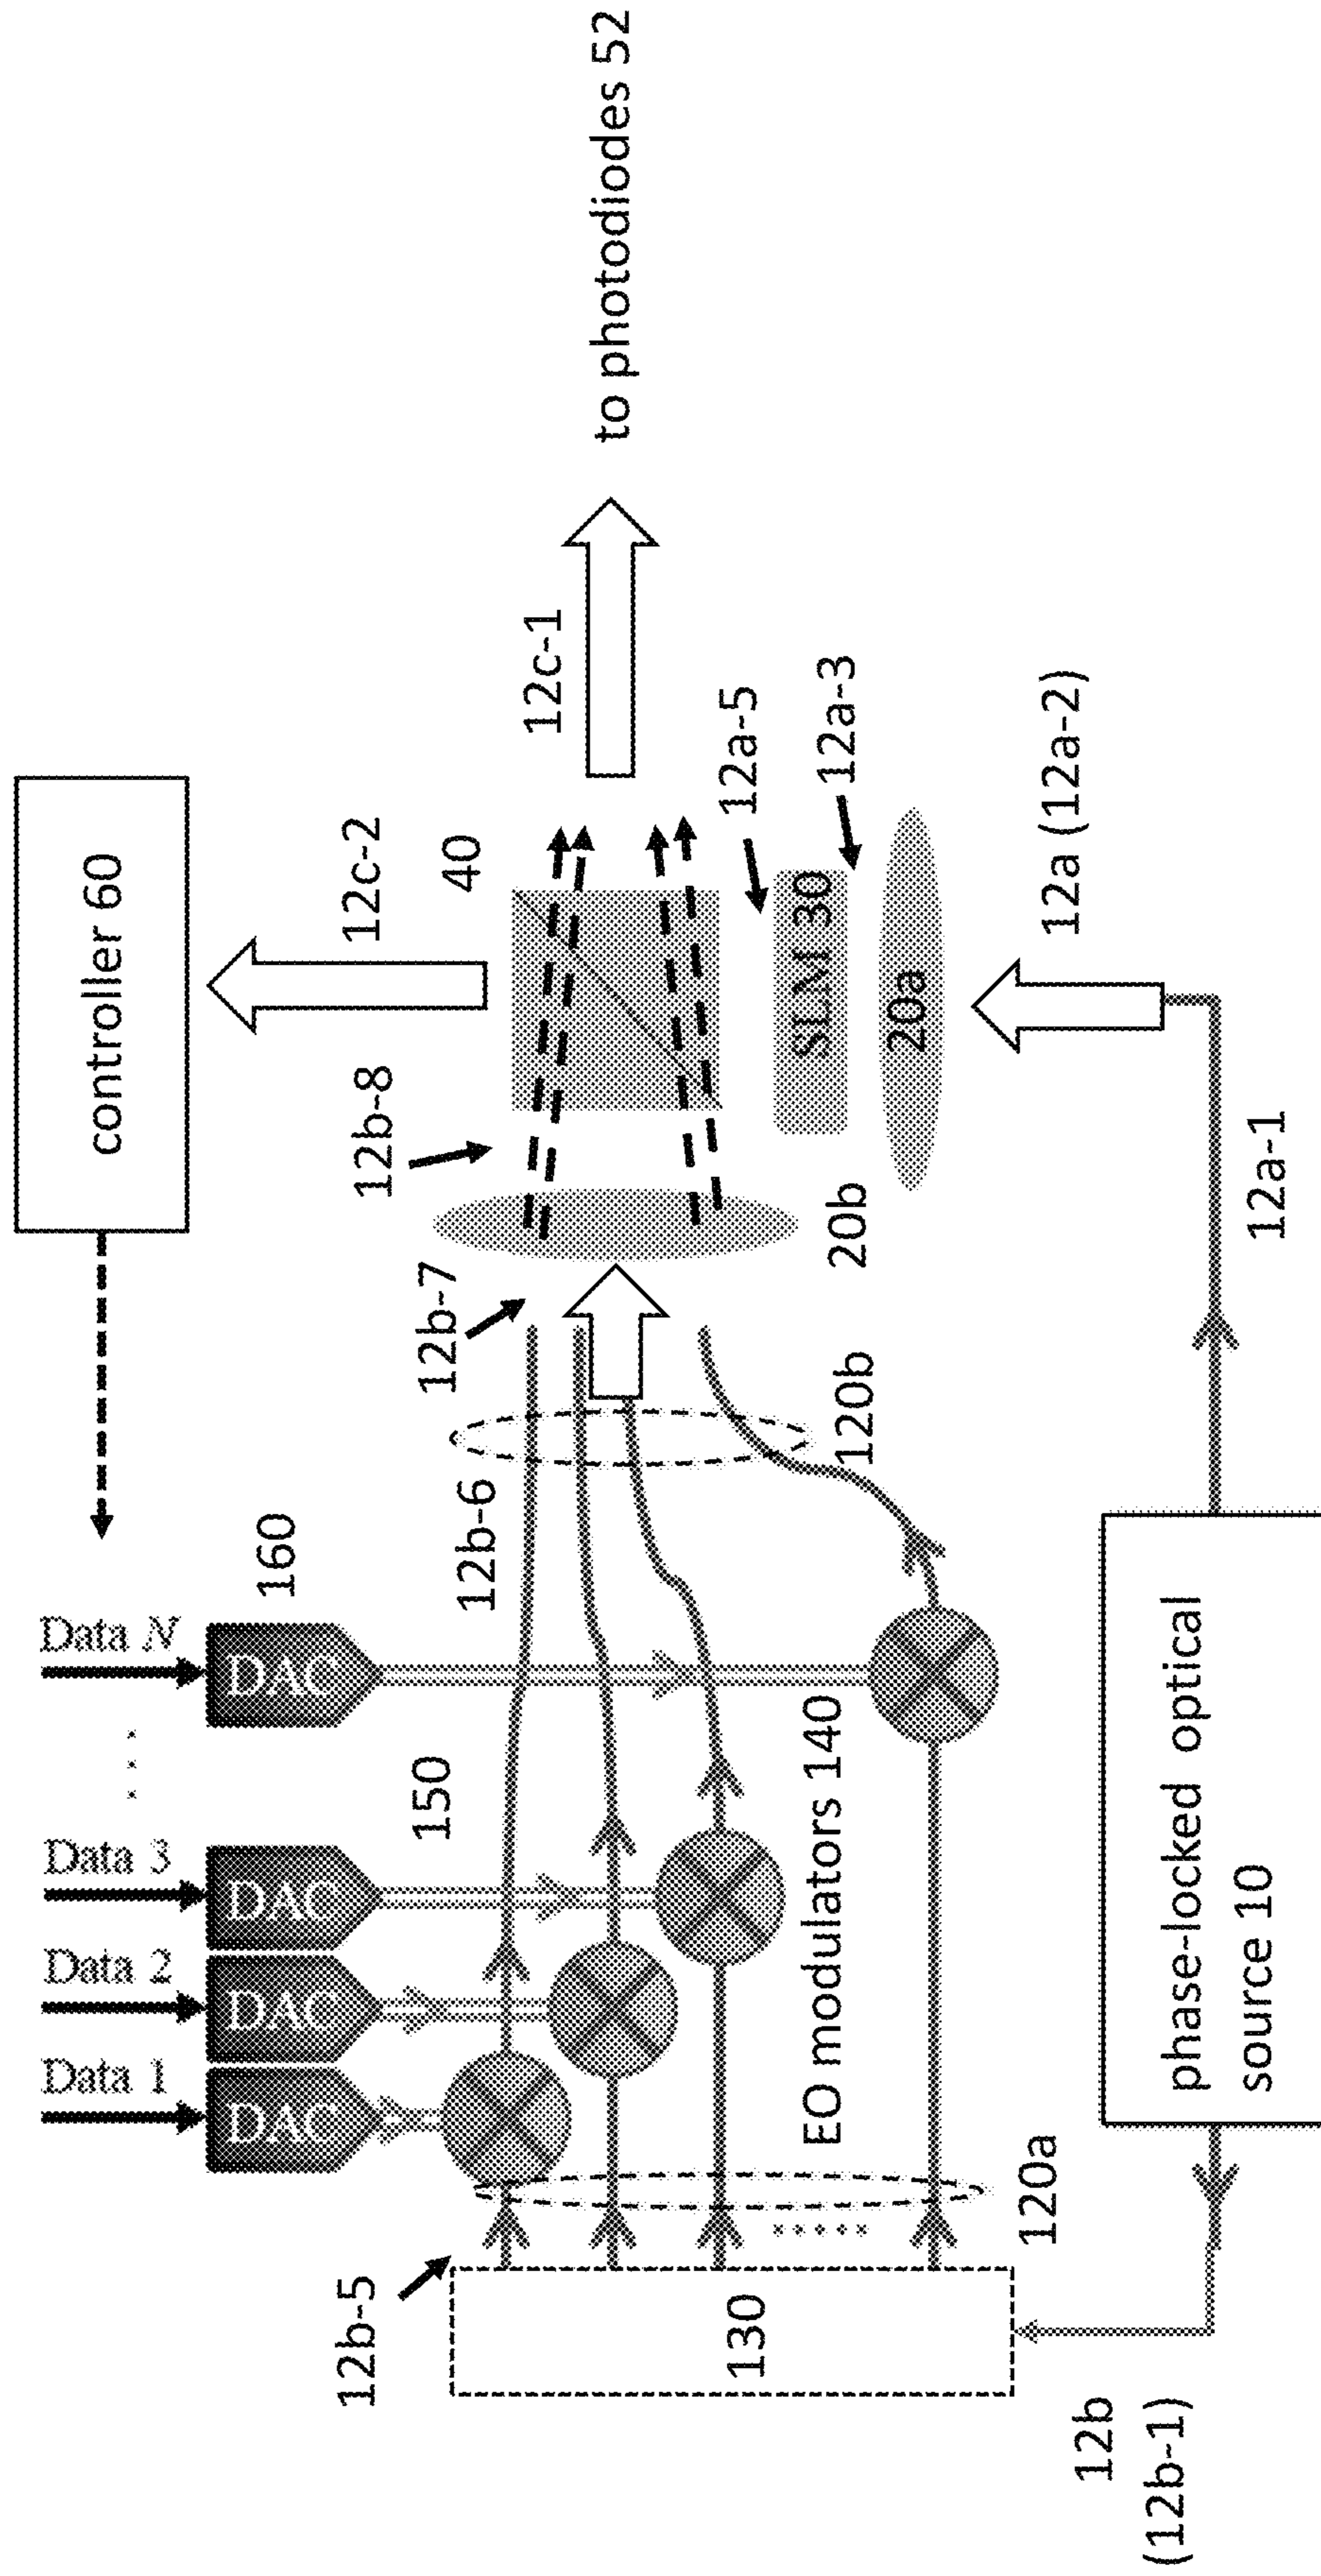 Data 1
Data 2
Data 3
Data N
DAC
DAC
DAC
DAC
160
150
controller 60
12c-2
40
12c-1
to photodiodes 52
12b-5
12b-6
12b-7
12b-8
130
EO modulators 140
120a
120b
20b
12a-5
SLM 30
12a-3
20a
12a (12a-2)
12a-1
phase-locked optical
source 10
12b
(12b-1)